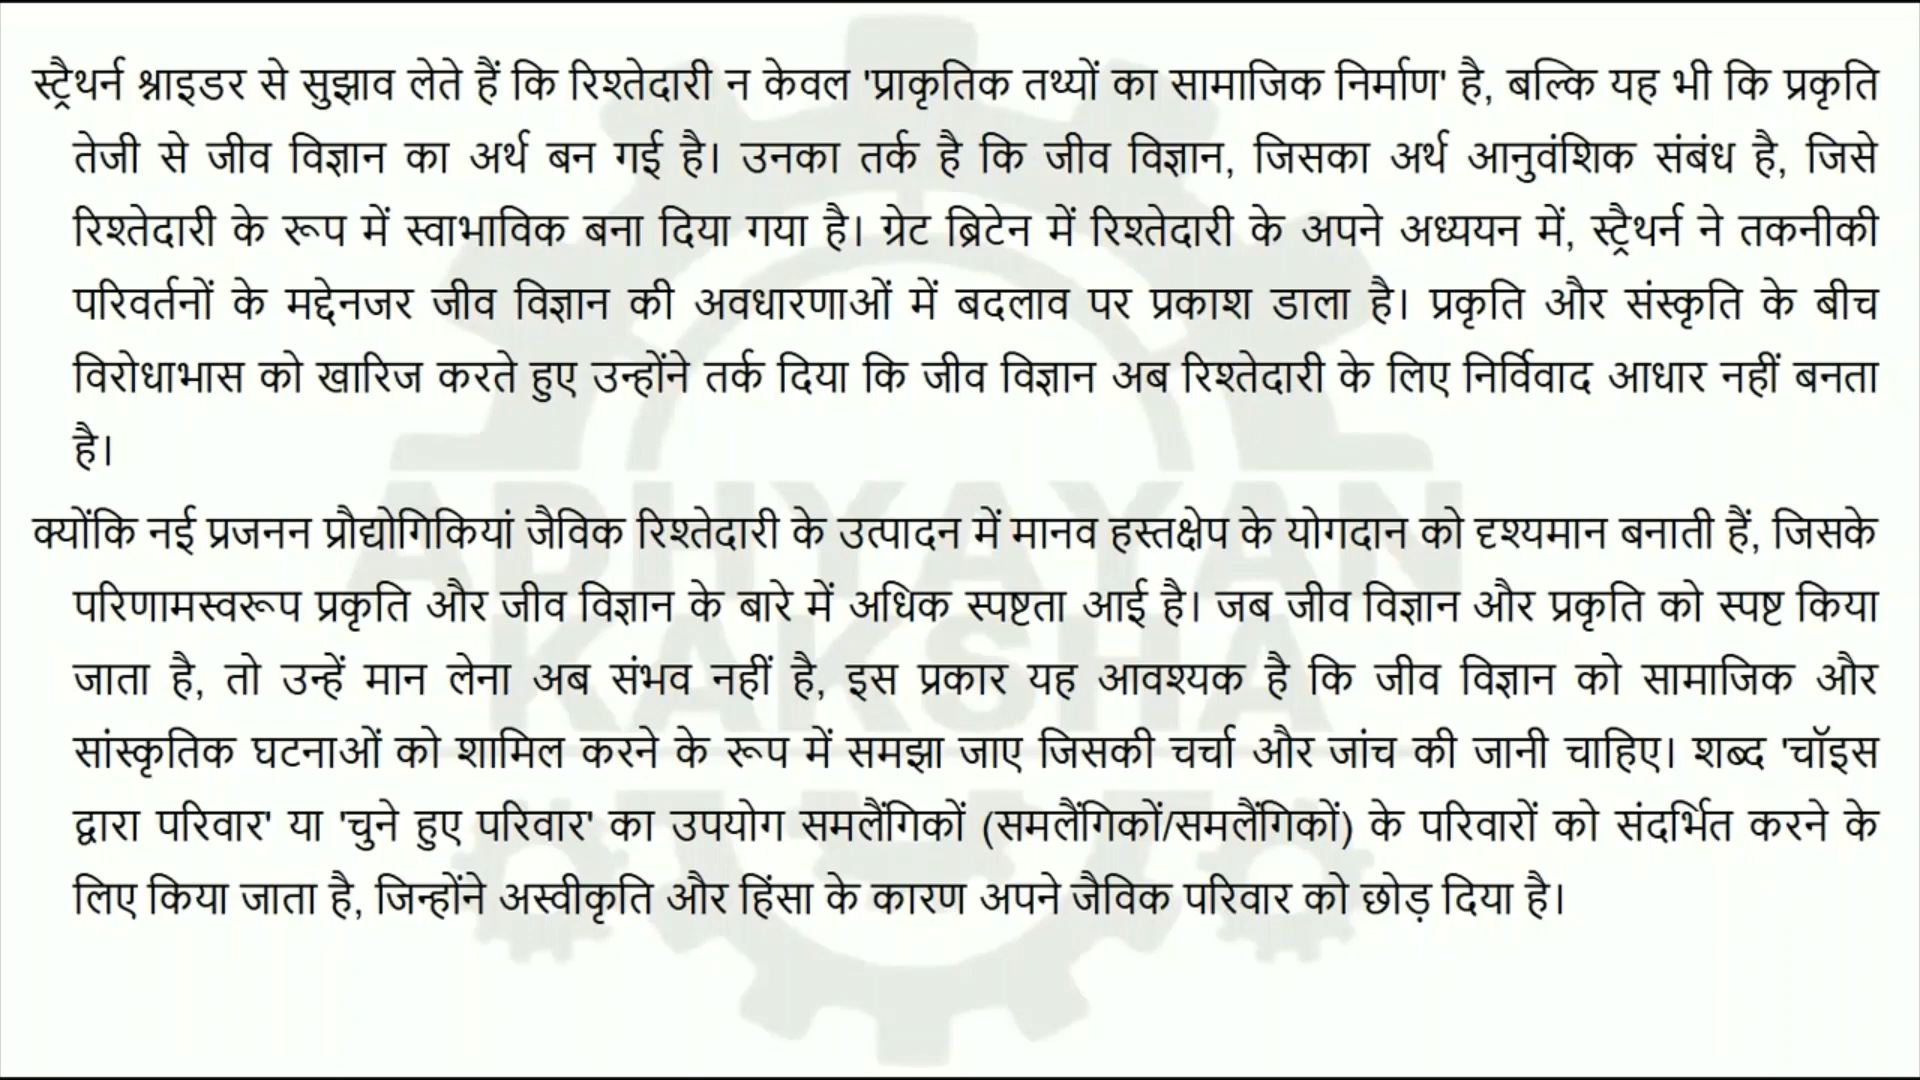 स्ट्रैथर्न श्नाइडर से सुझाव लेते हैं कि रिश्तेदारी न केवल 'प्राकृतिक तथ्यों का सामाजिक निर्माण' है, बल्कि यह भी कि प्रकृति
तेजी से जीव विज्ञान का अर्थ बन गई है। उनका तर्क है कि जीव विज्ञान, जिसका अर्थ आनुवंशिक संबंध है, जिसे
रिश्तेदारी के रूप में स्वाभाविक बना दिया गया है। ग्रेट ब्रिटेन में रिश्तेदारी के अपने अध्ययन में, स्ट्रैथर्न ने तकनीकी
परिवर्तनों के मद्देनजर जीव विज्ञान की अवधारणाओं में बदलाव पर प्रकाश डाला है। प्रकृति और संस्कृति के बीच
विरोधाभास को खारिज करते हुए उन्होंने तर्क दिया कि जीव विज्ञान अब रिश्तेदारी के लिए निर्विवाद आधार नहीं बनता
है।
क्योंकि नई प्रजनन प्रौद्योगिकियां जैविक रिश्तेदारी के उत्पादन में मानव हस्तक्षेप के योगदान को दृश्यमान बनाती हैं, जिसके
परिणामस्वरूप प्रकृति और जीव विज्ञान के बारे में अधिक स्पष्टता आई है। जब जीव विज्ञान और प्रकृति को स्पष्ट किया
जाता है, तो उन्हें मान लेना अब संभव नहीं है, इस प्रकार यह आवश्यक है कि जीव विज्ञान को सामाजिक और
सांस्कृतिक घटनाओं को शामिल करने के रूप में समझा जाए जिसकी चर्चा और जांच की जानी चाहिए। शब्द 'चॉइस
द्वारा परिवार' या 'चुने हुए परिवार' का उपयोग समलैंगिकों (समलैंगिकों/समलैंगिकों) के परिवारों को संदर्भित करने के
लिए किया जाता है, जिन्होंने अस्वीकृति और हिंसा के कारण अपने जैविक परिवार को छोड़ दिया है।
ADHYAYAN
KAKSHA